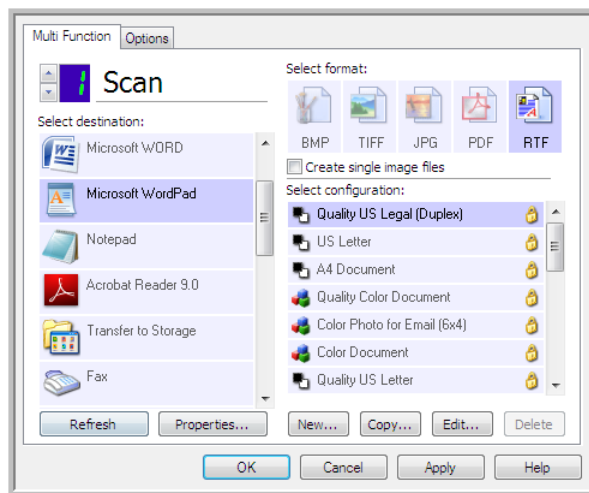 Multi Function
Options
1
Scan
Select destination:
Microsoft WORD
Microsoft WordPad
Notepad
Acrobat Reader 9.0
Transfer to Storage
Fax
Refresh
Properties...
Select format:
BMP
TIFF
JPG
PDF
RTF
Create single image files
Select configuration:
Quality US Legal (Duplex)
US Letter
A4 Document
Quality Color Document
Color Photo for Email (6x4)
Color Document
Quality US Letter
New...
Copy...
Edit...
Delete
OK
Cancel
Apply
Help